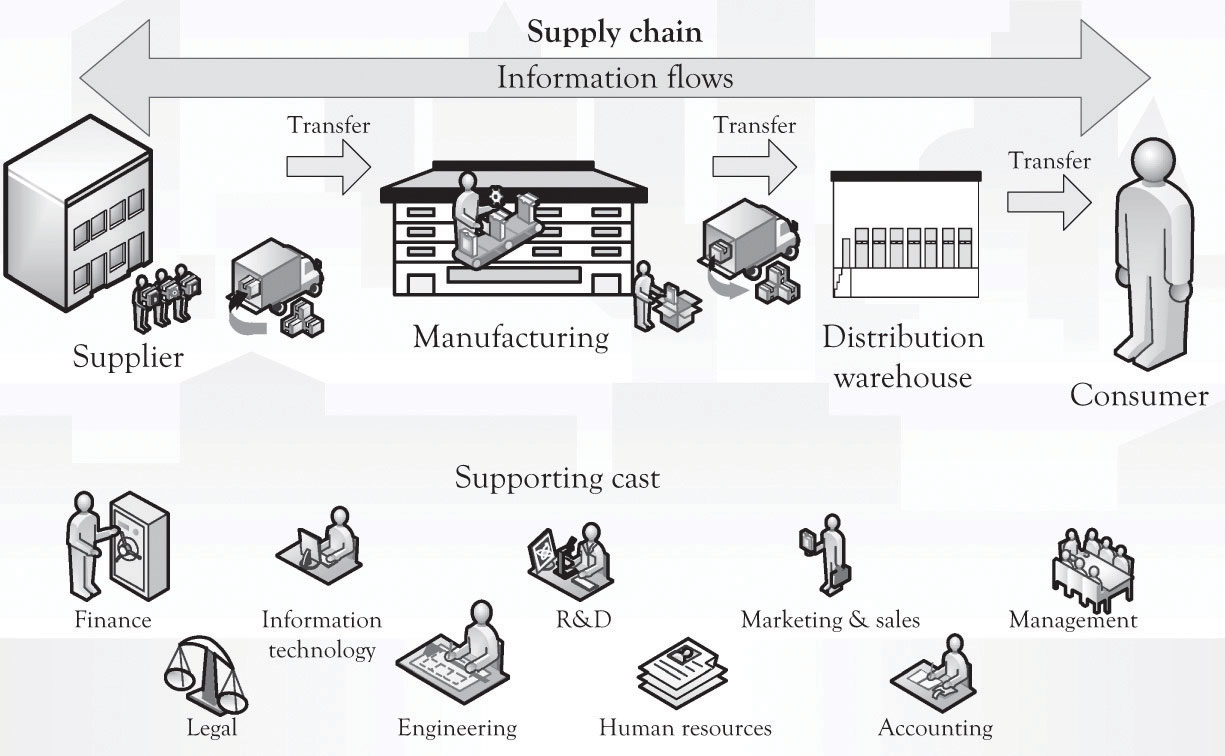 Supply chain
Information flows
Transfer
Transfer
Transfer
Supplier
Manufacturing
Distribution
warehouse
Consumer
Supporting cast
Finance
Information
technology
R&D
Marketing & sales
Management
Legal
Engineering
Human resources
Accounting